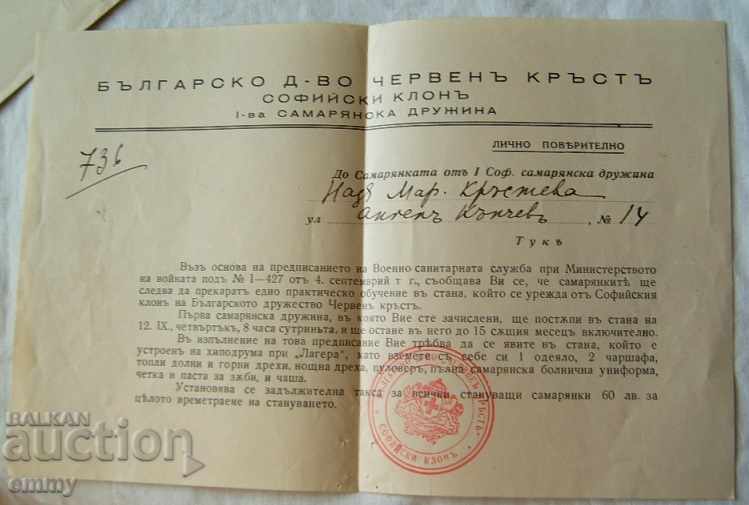 БЪЛГАРСКО Д-ВО ЧЕРВЕНЪ КРЪСТЪ
СОФИЙСКИ КЛОНЪ
I-ва САМАРЯНСКА ДРУЖИНА
ЛИЧНО ПОВѢРИТЕЛНО
736
До Самарянката отъ I Соф. самарянска дружина
Надя Мар. Кръстева
ул Ангелъ Кънчевъ, № 14
Тукъ
Възъ основа на предписанието на Военно-санитарната служба при Министерството
на войната подъ № I—427 отъ 4. септемврий т г., съобщава Ви се, че самарянкитѣ ще
следва да прекаратъ едно практическо обучение въ стана, който се урежда отъ Софийския
клонъ на Българското дружество Червенъ кръстъ.
Първа самарянска дружина, въ която Вие сте зачислени, ще постѫпи въ стана на
12. IX., четвъртъкъ, 8 часа сутриньта, и ще остане въ него до 15 сѫщия месецъ включително.
Въ изпълнение на това предписание Вие трѣбва да се явите въ стана, който е
устроенъ на хиподрума при „Лагера", като вземете съ себе си 1 одеяло, 2 чаршафа,
топли долни и горни дрехи, нощна дреха, пуловеръ, пълна самарянска болнична униформа,
четка и паста за зѫби, и чаша.
Установява се задължителна такса за всички стануващи самарянки 60 лв. за
цѣлото времетраене на стануването.
СОФИЙСКИ КЛОНЪ
BALKAN
auction
emmy